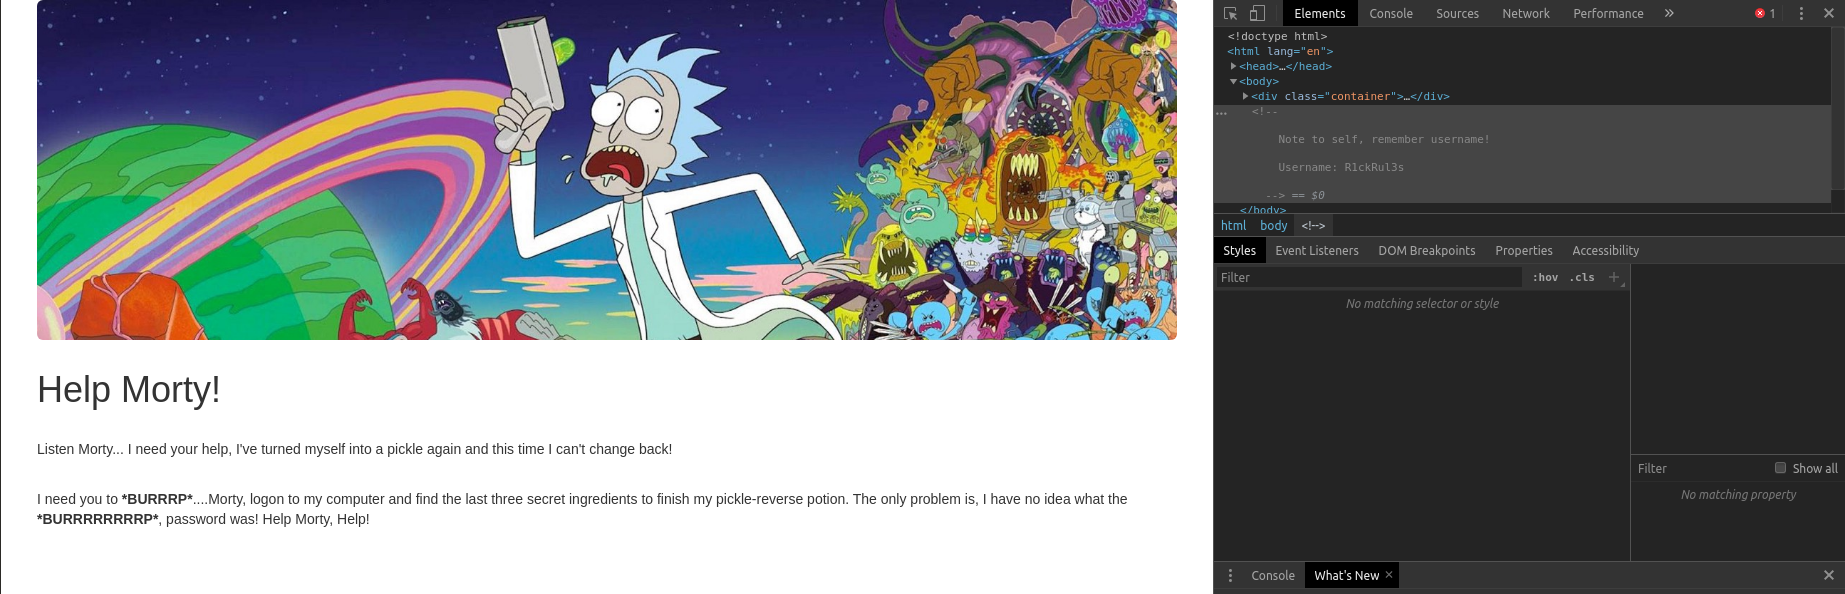 Help Morty!
Listen Morty... I need your help, I've turned myself into a pickle again and this time I can't change back!
I need you to *BURRRP*....Morty, logon to my computer and find the last three secret ingredients to finish my pickle-reverse potion. The only problem is, I have no idea what the
*BURRRRRRRRP*, password was! Help Morty, Help!
Elements Console Sources Network Performance » 1
<!doctype html>
<html lang="en">
<head>…</head>
<body>
<div class="container">…</div>
<!--
Note to self, remember username!
Username: R1ckRul3s
--> == $0
</body>
html body <!-->
Styles Event Listeners DOM Breakpoints Properties Accessibility
Filter :hov .cls +
No matching selector or style
Filter Show all
No matching property
Console What's New